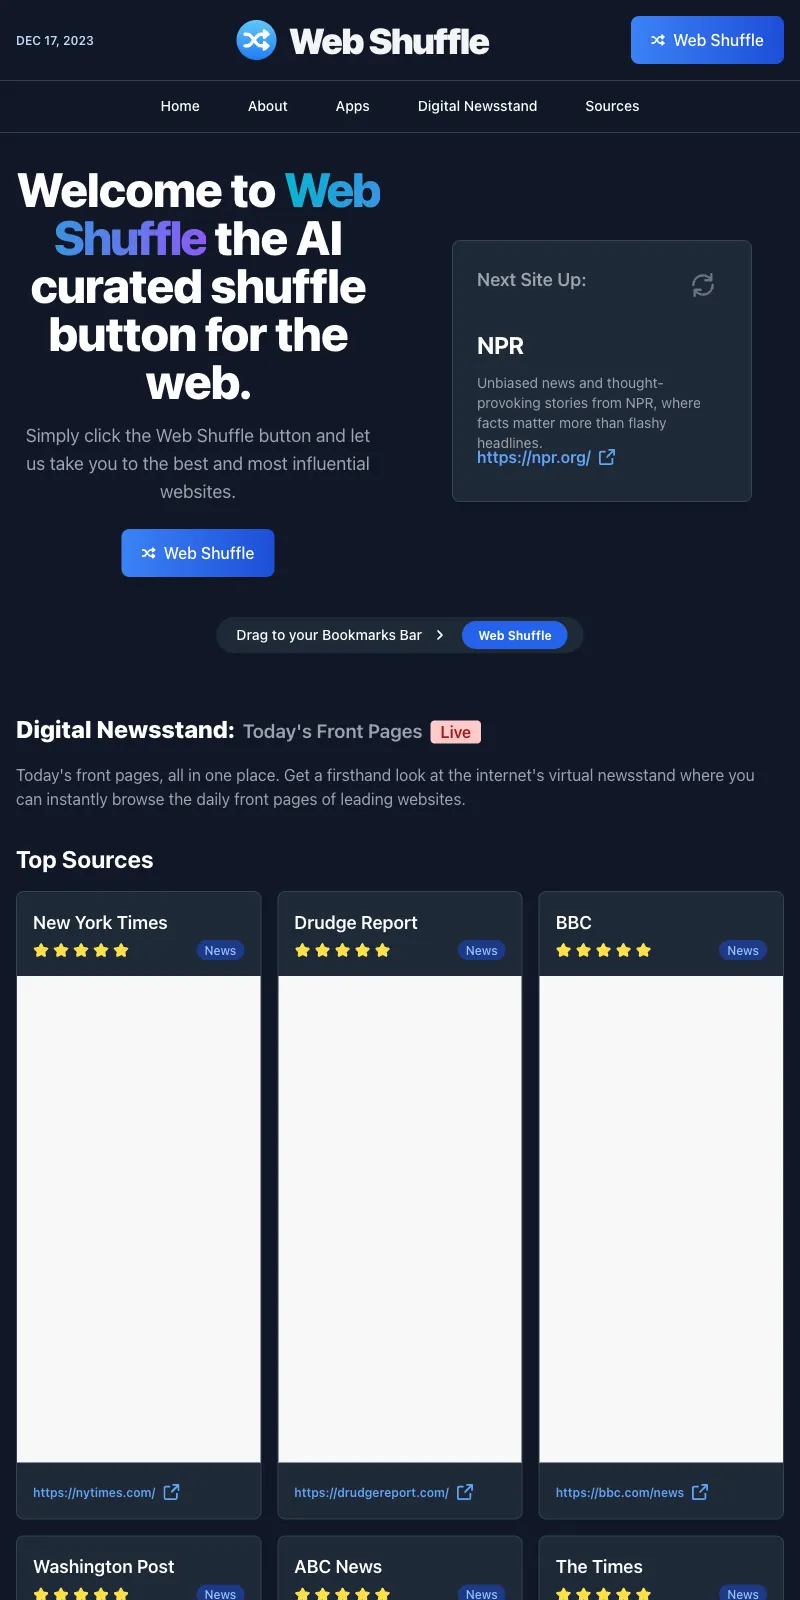 DEC 17, 2023
Web Shuffle
Web Shuffle
Home
About
Apps
Digital Newsstand
Sources
Welcome to Web
Shuffle the AI
curated shuffle
button for the
web.
Simply click the Web Shuffle button and let
us take you to the best and most influential
websites.
Web Shuffle
Next Site Up:
NPR
Unbiased news and thought-
provoking stories from NPR, where
facts matter more than flashy
headlines.
https://npr.org/
Drag to your Bookmarks Bar
Web Shuffle
Digital Newsstand: Today's Front Pages Live
Today's front pages, all in one place. Get a firsthand look at the internet's virtual newsstand where you
can instantly browse the daily front pages of leading websites.
Top Sources
New York Times
News
https://nytimes.com/
Drudge Report
News
https://drudgereport.com/
BBC
News
https://bbc.com/news
Washington Post
News
ABC News
News
The Times
News